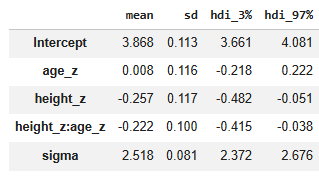 mean sd hdi_3% hdi_97%
Intercept 3.868 0.113 3.661 4.081
age_z 0.008 0.116 -0.218 0.222
height_z -0.257 0.117 -0.482 -0.051
height_z:age_z -0.222 0.100 -0.415 -0.038
sigma 2.518 0.081 2.372 2.676